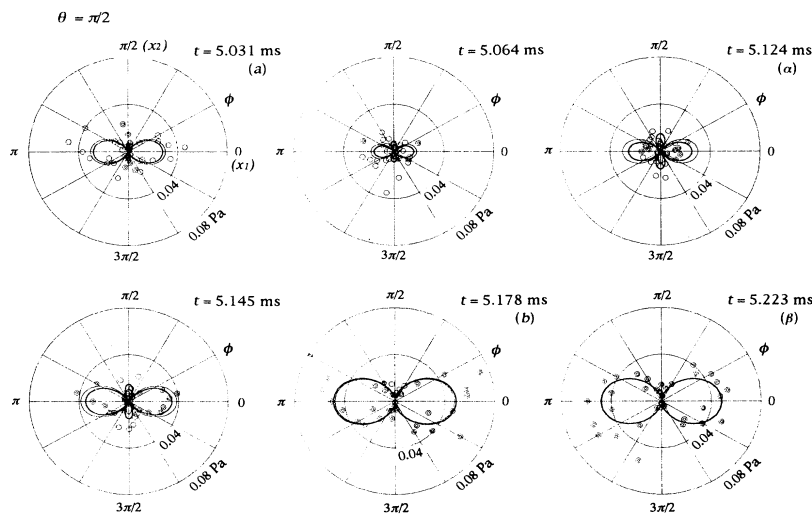 θ = π/2
π/2 (x2)
t = 5.031 ms
(a)
ϕ
π
0
(x1)
0.04
0.08 Pa
3π/2
π/2
t = 5.064 ms
ϕ
π
0
0.04
0.08 Pa
3π/2
π/2
t = 5.124 ms
(α)
ϕ
π
0
0.04
0.08 Pa
3π/2
π/2
t = 5.145 ms
ϕ
π
0
0.04
0.08 Pa
3π/2
π/2
t = 5.178 ms
(b)
ϕ
π
0
0.04
0.08 Pa
3π/2
π/2
t = 5.223 ms
(β)
ϕ
π
0
0.04
0.08 Pa
3π/2